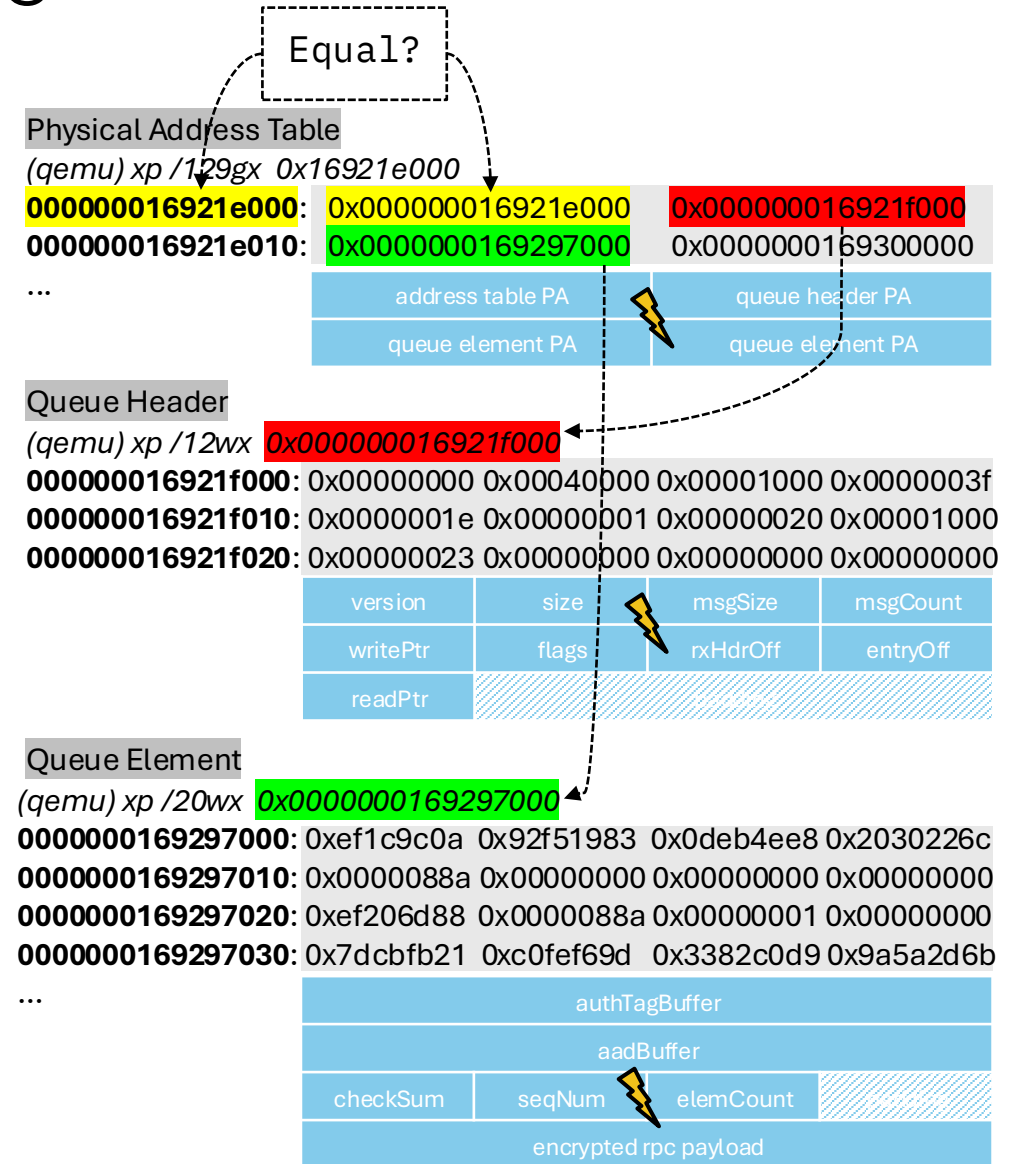 Equal?
Physical Address Table
(qemu) xp /129gx 0x16921e000
000000016921e000: 0x000000016921e000 0x000000016921f000
000000016921e010: 0x0000000169297000 0x0000000169300000
...
address table PA queue header PA
queue element PA queue element PA
Queue Header
(qemu) xp /12wx 0x000000016921f000
000000016921f000: 0x00000000 0x00040000 0x00001000 0x0000003f
000000016921f010: 0x0000001e 0x00000001 0x00000020 0x00001000
000000016921f020: 0x00000023 0x00000000 0x00000000 0x00000000
version size msgSize msgCount
writePtr flags rxHdrOff entryOff
readPtr
Queue Element
(qemu) xp /20wx 0x0000000169297000
0000000169297000: 0xef1c9c0a 0x92f51983 0x0deb4ee8 0x2030226c
0000000169297010: 0x0000088a 0x00000000 0x00000000 0x00000000
0000000169297020: 0xef206d88 0x0000088a 0x00000001 0x00000000
0000000169297030: 0x7dcbfb21 0xc0fef69d 0x3382c0d9 0x9a5a2d6b
...
authTagBuffer
aadBuffer
checkSum seqNum elemCount
encrypted rpc payload